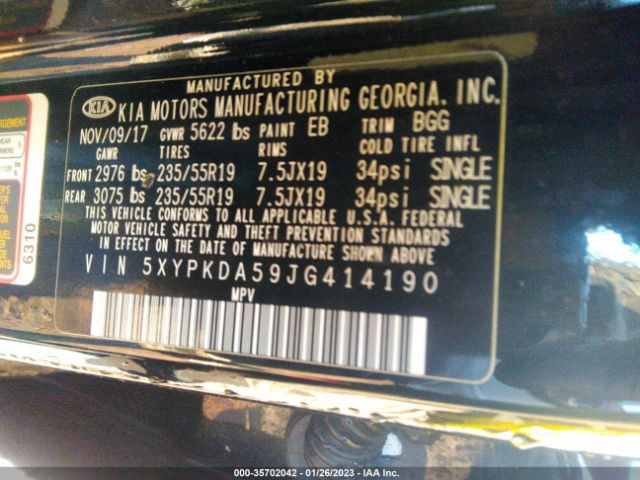 MANUFACTURED BY
KIA KIA MOTORS MANUFACTURING GEORGIA. INC.
NOV/09/17 GVWR 5622 lbs PAINT EB TRIM BGG
GAWR TIRES RIMS COLD TIRE INFL
FRONT 2976 lbs 235/55R19 7.5JX19 34psi SINGLE
REAR 3075 lbs 235/55R19 7.5JX19 34psi SINGLE
THIS VEHICLE CONFORMS TO ALL APPLICABLE U.S.A. FEDERAL
MOTOR VEHICLE SAFETY AND THEFT PREVENTION STANDARDS
IN EFFECT ON THE DATE OF MANUFACTURE SHOWN ABOVE
VIN 5XYPKDA59JG414190
MPV
6310
000-35702042 / 01/26/2023 - IAA Inc.